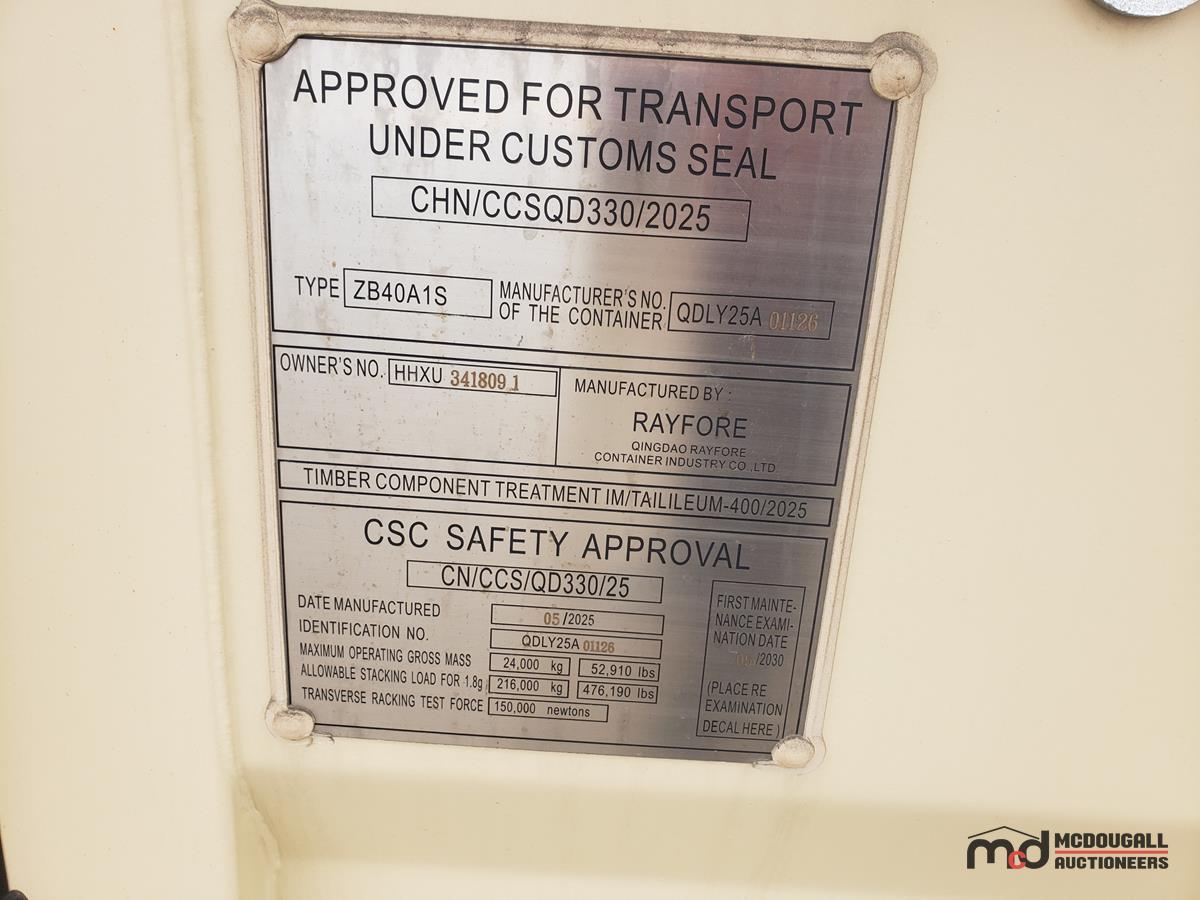 APPROVED FOR TRANSPORT
UNDER CUSTOMS SEAL
CHN/CCSQD330/2025
TYPE ZB40A1S
MANUFACTURER'S NO.
OF THE CONTAINER QDLY25A 01126
OWNER'S NO. HHXU 341809 1
MANUFACTURED BY :
RAYFORE
QINGDAO RAYFORE
CONTAINER INDUSTRY CO.,LTD
TIMBER COMPONENT TREATMENT IM/TAILILEUM-400/2025
CSC SAFETY APPROVAL
CN/CCS/QD330/25
DATE MANUFACTURED 05/2025
IDENTIFICATION NO. QDLY25A 01126
MAXIMUM OPERATING GROSS MASS 24,000 kg 52,910 lbs
ALLOWABLE STACKING LOAD FOR 1.8g 216,000 kg 476,190 lbs
TRANSVERSE RACKING TEST FORCE 150,000 newtons
FIRST MAINTE-
NANCE EXAMI-
NATION DATE
/2030
(PLACE RE
EXAMINATION
DECAL HERE )
mcd MCDOUGALL
AUCTIONEERS